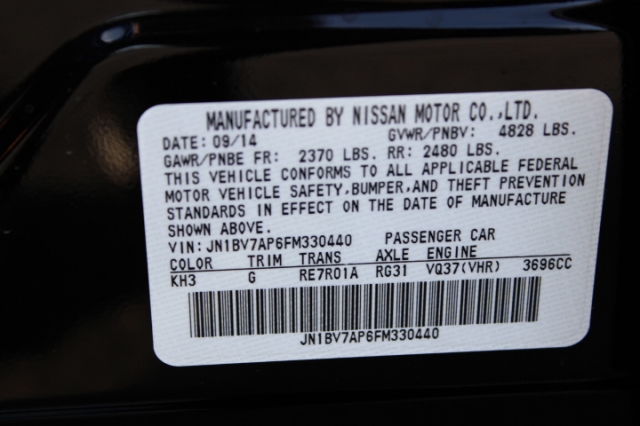 MANUFACTURED BY NISSAN MOTOR CO.,LTD.
DATE: 09/14 GVWR/PNBV: 4828 LBS.
GAWR/PNBE FR: 2370 LBS. RR: 2480 LBS.
THIS VEHICLE CONFORMS TO ALL APPLICABLE FEDERAL
MOTOR VEHICLE SAFETY,BUMPER,AND THEFT PREVENTION
STANDARDS IN EFFECT ON THE DATE OF MANUFACTURE
SHOWN ABOVE.
VIN: JN1BV7AP6FM330440 PASSENGER CAR
COLOR TRIM TRANS AXLE ENGINE
KH3 G RE7R01A RG31 VQ37(VHR) 3696CC
JN1BV7AP6FM330440